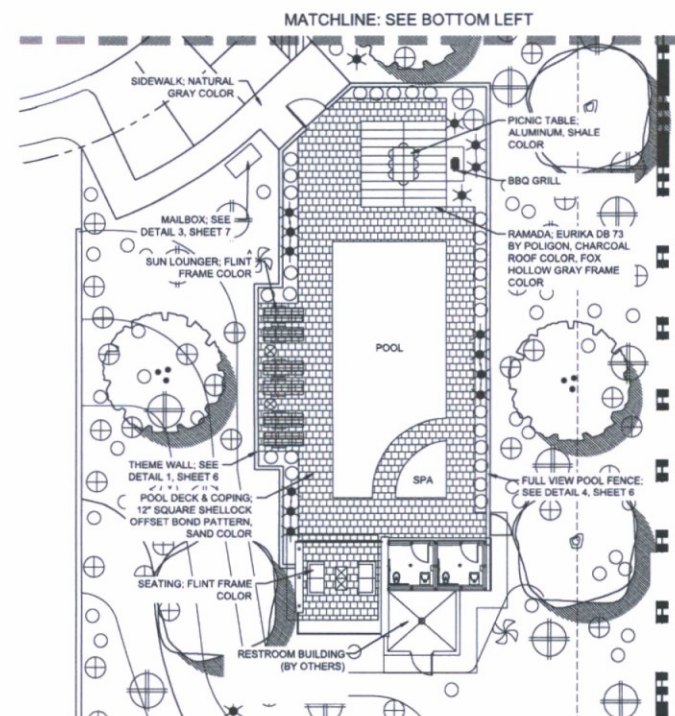 MATCHLINE: SEE BOTTOM LEFT
SIDEWALK; NATURAL
GRAY COLOR
PICNIC TABLE;
ALUMINUM, SHALE
COLOR
BBQ GRILL
MAILBOX; SEE
DETAIL 3, SHEET 7
SUN LOUNGER; FLINT
FRAME COLOR
RAMADA; EURIKA DB 73
BY POLIGON, CHARCOAL
ROOF COLOR, FOX
HOLLOW GRAY FRAME
COLOR
POOL
THEME WALL; SEE
DETAIL 1, SHEET 6
POOL DECK & COPING;
12" SQUARE SHELLOCK
OFFSET BOND PATTERN,
SAND COLOR
SPA
FULL VIEW POOL FENCE;
SEE DETAIL 4, SHEET 6
SEATING; FLINT FRAME
COLOR
RESTROOM BUILDING
(BY OTHERS)